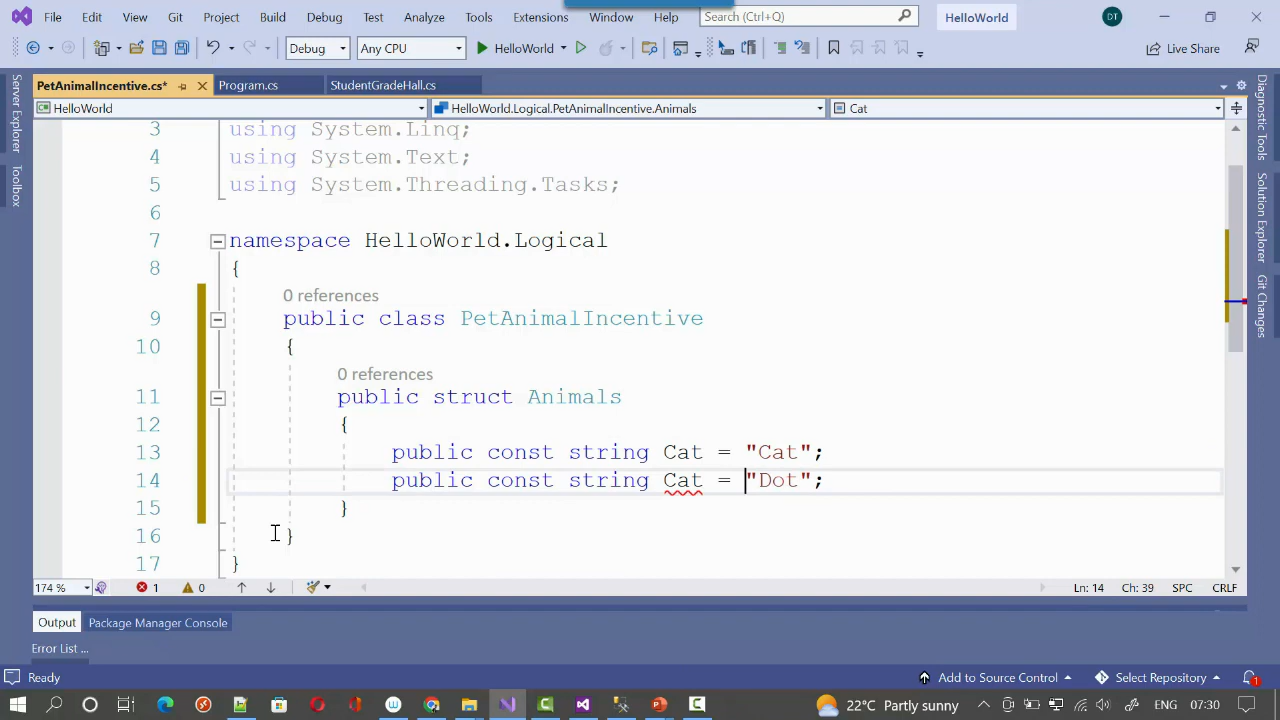 File Edit View Git Project Build Debug Test Analyze Tools Extensions Window Help Search (Ctrl+Q) HelloWorld DT
Debug Any CPU HelloWorld Live Share
PetAnimalIncentive.cs* Program.cs StudentGradeHall.cs
HelloWorld HelloWorld.Logical.PetAnimalIncentive.Animals Cat
Server Explorer
Toolbox
Diagnostic Tools
Solution Explorer
Git Changes
3 using System.Linq;
4 using System.Text;
5 using System.Threading.Tasks;
6
7 namespace HelloWorld.Logical
8 {
0 references
9 public class PetAnimalIncentive
10 {
0 references
11 public struct Animals
12 {
13 public const string Cat = "Cat";
14 public const string Cat = "Dot";
15 }
16 }
17 }
174 % 1 0 Ln: 14 Ch: 39 SPC CRLF
Output Package Manager Console
Error List ...
Ready Add to Source Control Select Repository 1
22°C Partly sunny ENG 07:30